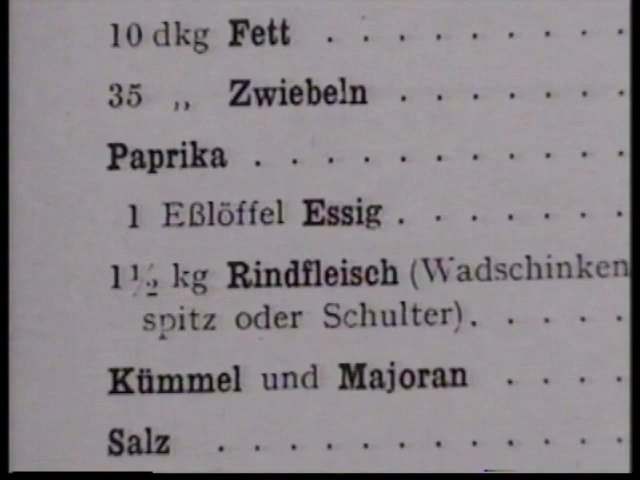 10 dkg Fett . . . . . . . . .
35 „ Zwiebeln . . . . . . .
Paprika . . . . . . . . . . .
1 Eßlöffel Essig . . . . . . .
1½ kg Rindfleisch (Wadschinken
spitz oder Schulter) . . . . .
Kümmel und Majoran . . . .
Salz . . . . . . . . . . . .